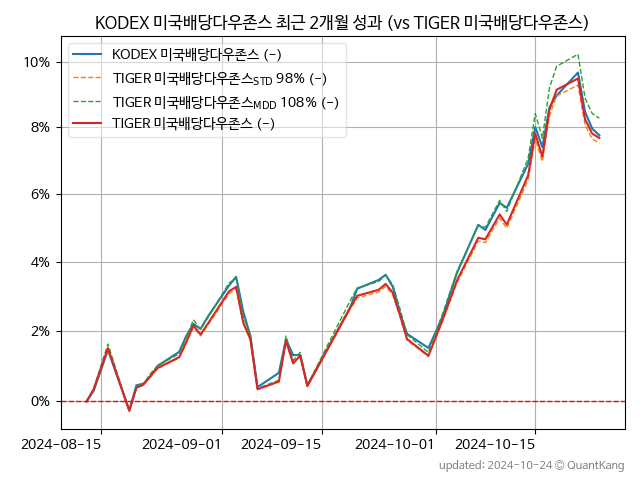 KODEX 미국배당다우존스 최근 2개월 성과 (vs TIGER 미국배당다우존스)
KODEX 미국배당다우존스 (-)
TIGER 미국배당다우존스STD 98% (-)
TIGER 미국배당다우존스MDD 108% (-)
TIGER 미국배당다우존스 (-)
10%
8%
6%
4%
2%
0%
2024-08-15
2024-09-01
2024-09-15
2024-10-01
2024-10-15
updated: 2024-10-24 © QuantKang